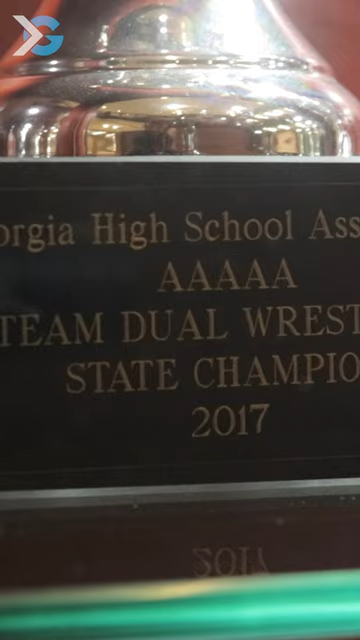 orgia High School Ass
AAAAA
TEAM DUAL WREST
STATE CHAMPIO
2017